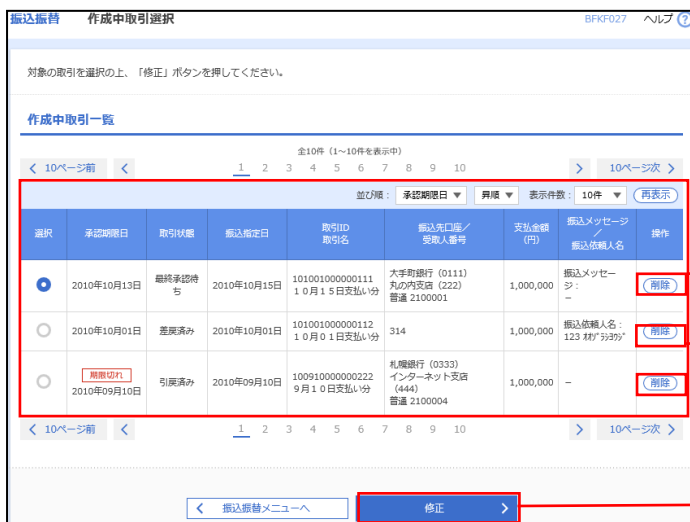 振込振替 作成中取引選択 BFKF027 ヘルプ ?
対象の取引を選択の上、「修正」ボタンを押してください。
作成中取引一覧
全10件（1～10件を表示中）
< 10ページ前 < 1 2 3 4 5 6 7 8 9 10 > 10ページ次 >
並び順： 承認期限日 ▼ 昇順 ▼ 表示件数： 10件 ▼ 再表示
選択 承認期限日 取引状態 振込指定日 取引ID 取引名 振込先口座／受取人番号 支払金額（円） 振込メッセージ／振込依頼人名 操作
2010年10月13日 最終承認待ち 2010年10月15日 101001000000111 １０月１５日支払い分 大手町銀行（0111） 丸の内支店（222） 普通 2100001 1,000,000 振込メッセージ： － 削除
2010年10月01日 差戻済み 2010年10月01日 101001000000112 １０月０１日支払い分 314 1,000,000 振込依頼人名： 123 削除
期限切れ 2010年09月10日 引戻済み 2010年09月10日 100910000000222 ９月１０日支払い分 札幌銀行（0333） インターネット支店（444） 普通 2100004 1,000,000 － 削除
< 10ページ前 < 1 2 3 4 5 6 7 8 9 10 > 10ページ次 >
< 振込振替メニューへ 修正 >